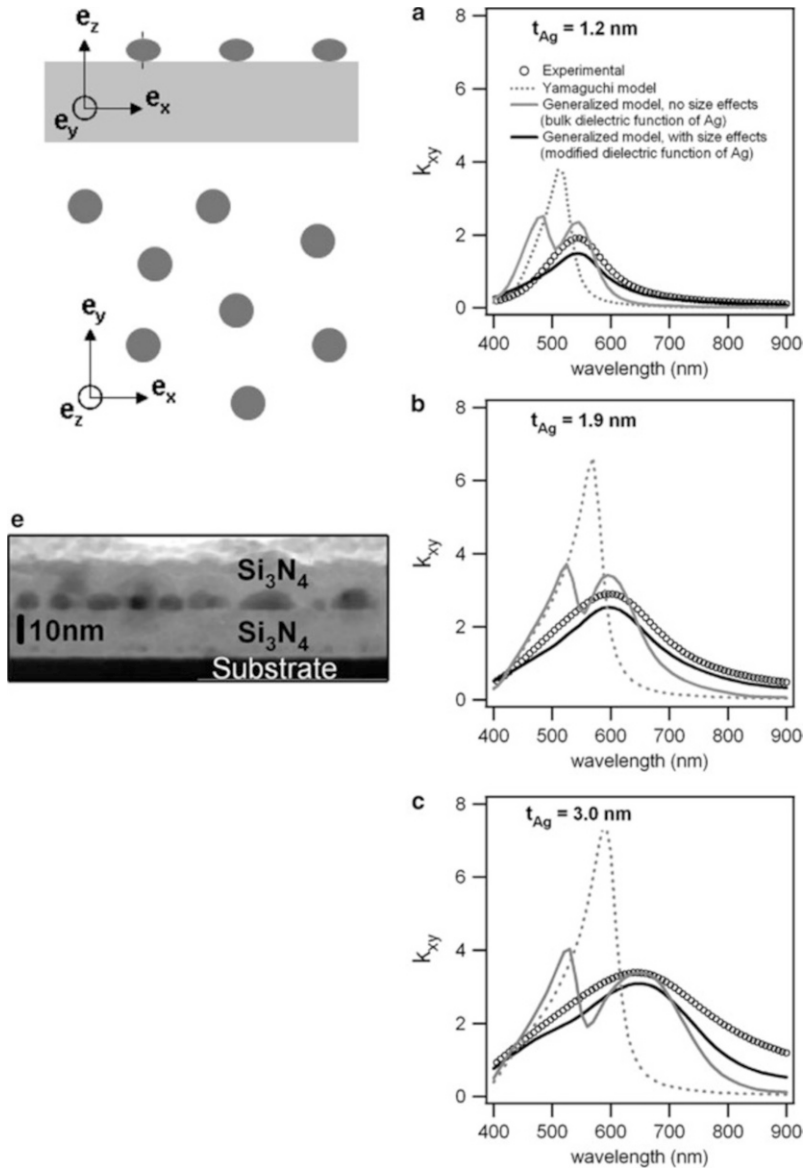 e_z
e_y
e_x
e_y
e_z
e_x
e
Si₃N₄
Si₃N₄
10nm
Substrate
a
t_Ag = 1.2 nm
Experimental
Yamaguchi model
Generalized model, no size effects
(bulk dielectric function of Ag)
Generalized model, with size effects
(modified dielectric function of Ag)
k_xy
8
6
4
2
0
400 500 600 700 800 900
wavelength (nm)
b
t_Ag = 1.9 nm
k_xy
8
6
4
2
0
400 500 600 700 800 900
wavelength (nm)
c
t_Ag = 3.0 nm
k_xy
8
6
4
2
0
400 500 600 700 800 900
wavelength (nm)